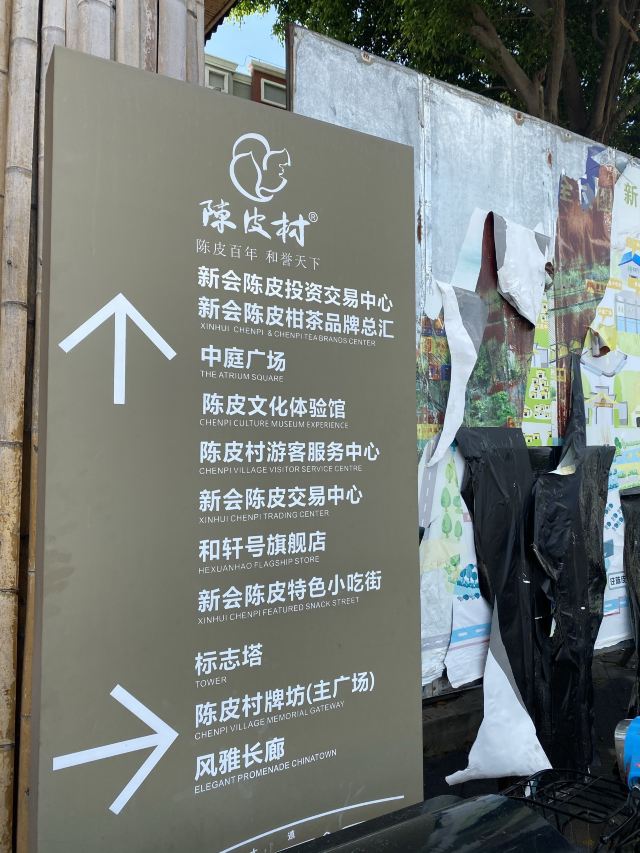 陳皮村®
陈皮百年 和誉天下
新会陈皮投资交易中心
新会陈皮柑茶品牌总汇
XINHUI CHENPI & CHENPI TEA BRANDS CENTER
中庭广场
THE ATRIUM SQUARE
陈皮文化体验馆
CHENPI CULTURE MUSEUM EXPERIENCE
陈皮村游客服务中心
CHENPI VILLAGE VISITOR SERVICE CENTRE
新会陈皮交易中心
XINHUI CHENPI TRADING CENTER
和轩号旗舰店
HEXUANHAO FLAGSHIP STORE
新会陈皮特色小吃街
XINHUI CHENPI FEATURED SNACK STREET
标志塔
TOWER
陈皮村牌坊(主广场)
CHENPI VILLAGE MEMORIAL GATEWAY
风雅长廊
ELEGANT PROMENADE CHINATOWN
道
新